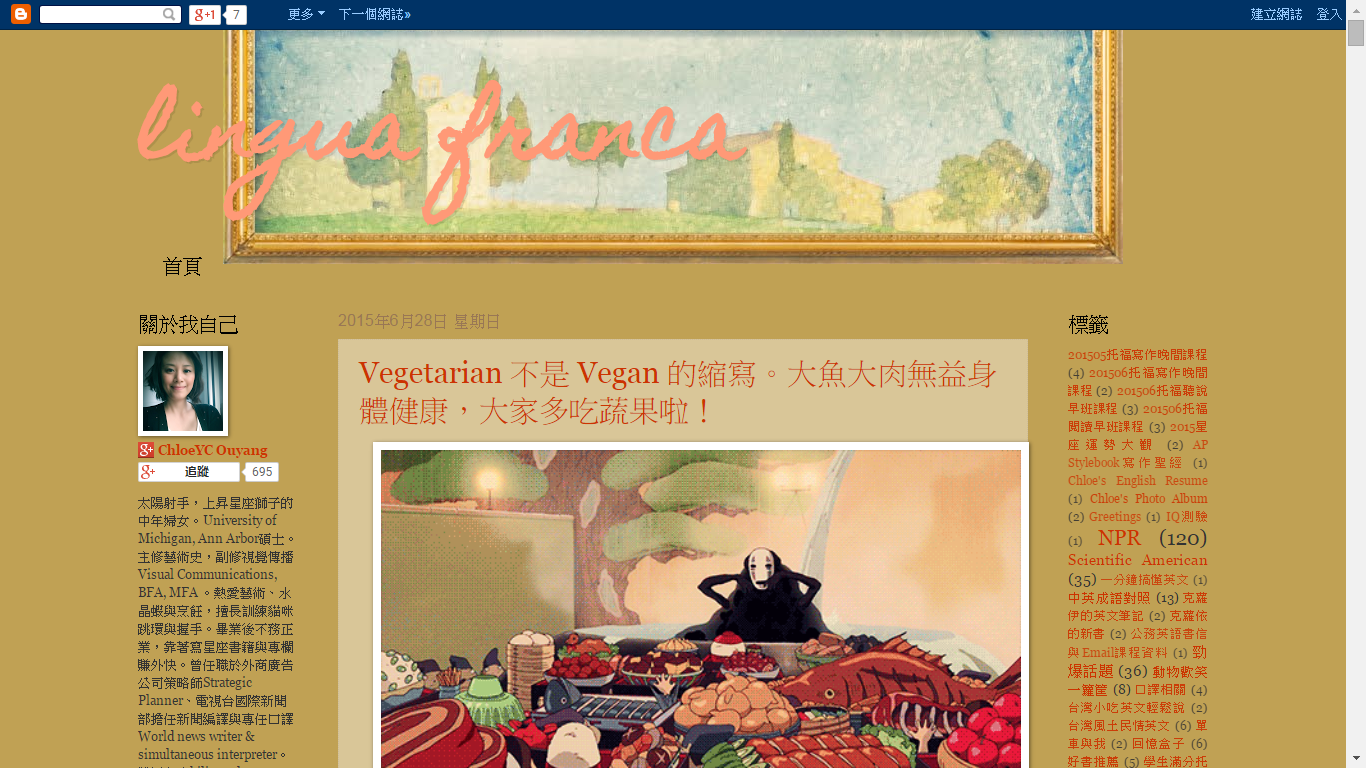 +1
7
更多
下一個網誌»
建立網誌
登入
lingua franca
首頁
關於我自己
ChloeYC Ouyang
追蹤
695
太陽射手，上昇星座獅子的
中年婦女。University of
Michigan, Ann Arbor碩士。
主修藝術史，副修視覺傳播
Visual Communications,
BFA, MFA 。熱愛藝術、水
晶蝦與烹飪，擅長訓練貓咪
跳環與握手。畢業後不務正
業，靠著寫星座書籍與專欄
賺外快。曾任職於外商廣告
公司策略師Strategic
Planner、電視台國際新聞
部擔任新聞編譯與專任口譯
World news writer &
simultaneous interpreter。
2015年6月28日 星期日
Vegetarian 不是 Vegan 的縮寫。大魚大肉無益身
體健康，大家多吃蔬果啦！
標籤
201505托福寫作晚間課程
(4) 201506托福寫作晚間
課程 (2) 201506托福聽說
早班課程 (3) 201506托福
閱讀早班課程 (3) 2015星
座運勢大觀 (2) AP
Stylebook寫作聖經 (1)
Chloe's English Resume
(1) Chloe's Photo Album
(2) Greetings (1) IQ測驗
(1) NPR (120)
Scientific American
(35) 一分鐘搞懂英文 (1)
中英成語對照 (13) 克蘿
伊的英文筆記 (2) 克蘿依
的新書 (2) 公務英語書信
與Email課程資料 (1) 勁
爆話題 (36) 動物歡笑
一籮筐 (8) 口譯相關 (4)
台灣小吃英文輕鬆說 (2)
台灣風土民情英文 (6) 單
車與我 (2) 回憶盒子 (6)
好書推薦 (5) 學生滿分托